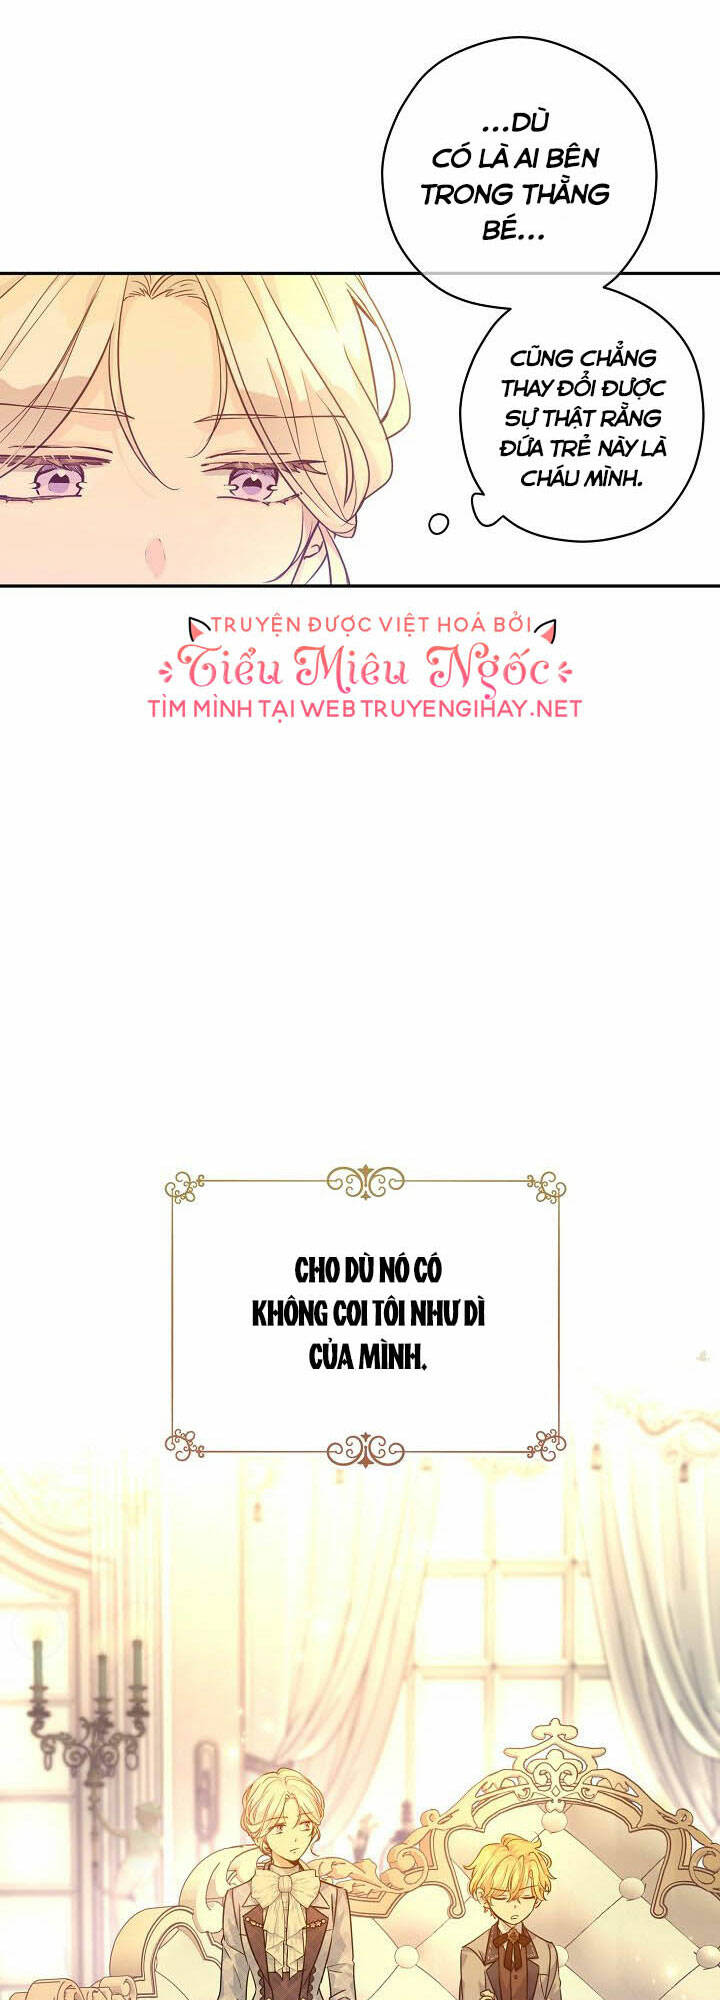 ...DÙ
CÓ LÀ AI BÊN
TRONG THẰNG
BÉ...
CŨNG CHẲNG
THAY ĐỔI ĐƯỢC
SỰ THẬT RẰNG
ĐỨA TRẺ NÀY LÀ
CHÁU MÌNH.
TRUYỆN ĐƯỢC VIỆT HOÁ BỞI
Tiểu Miêu Ngốc
TÌM MÌNH TẠI WEB TRUYENGIHAY.NET
CHO DÙ NÓ CÓ
KHÔNG COI TÔI NHƯ DÌ
CỦA MÌNH.